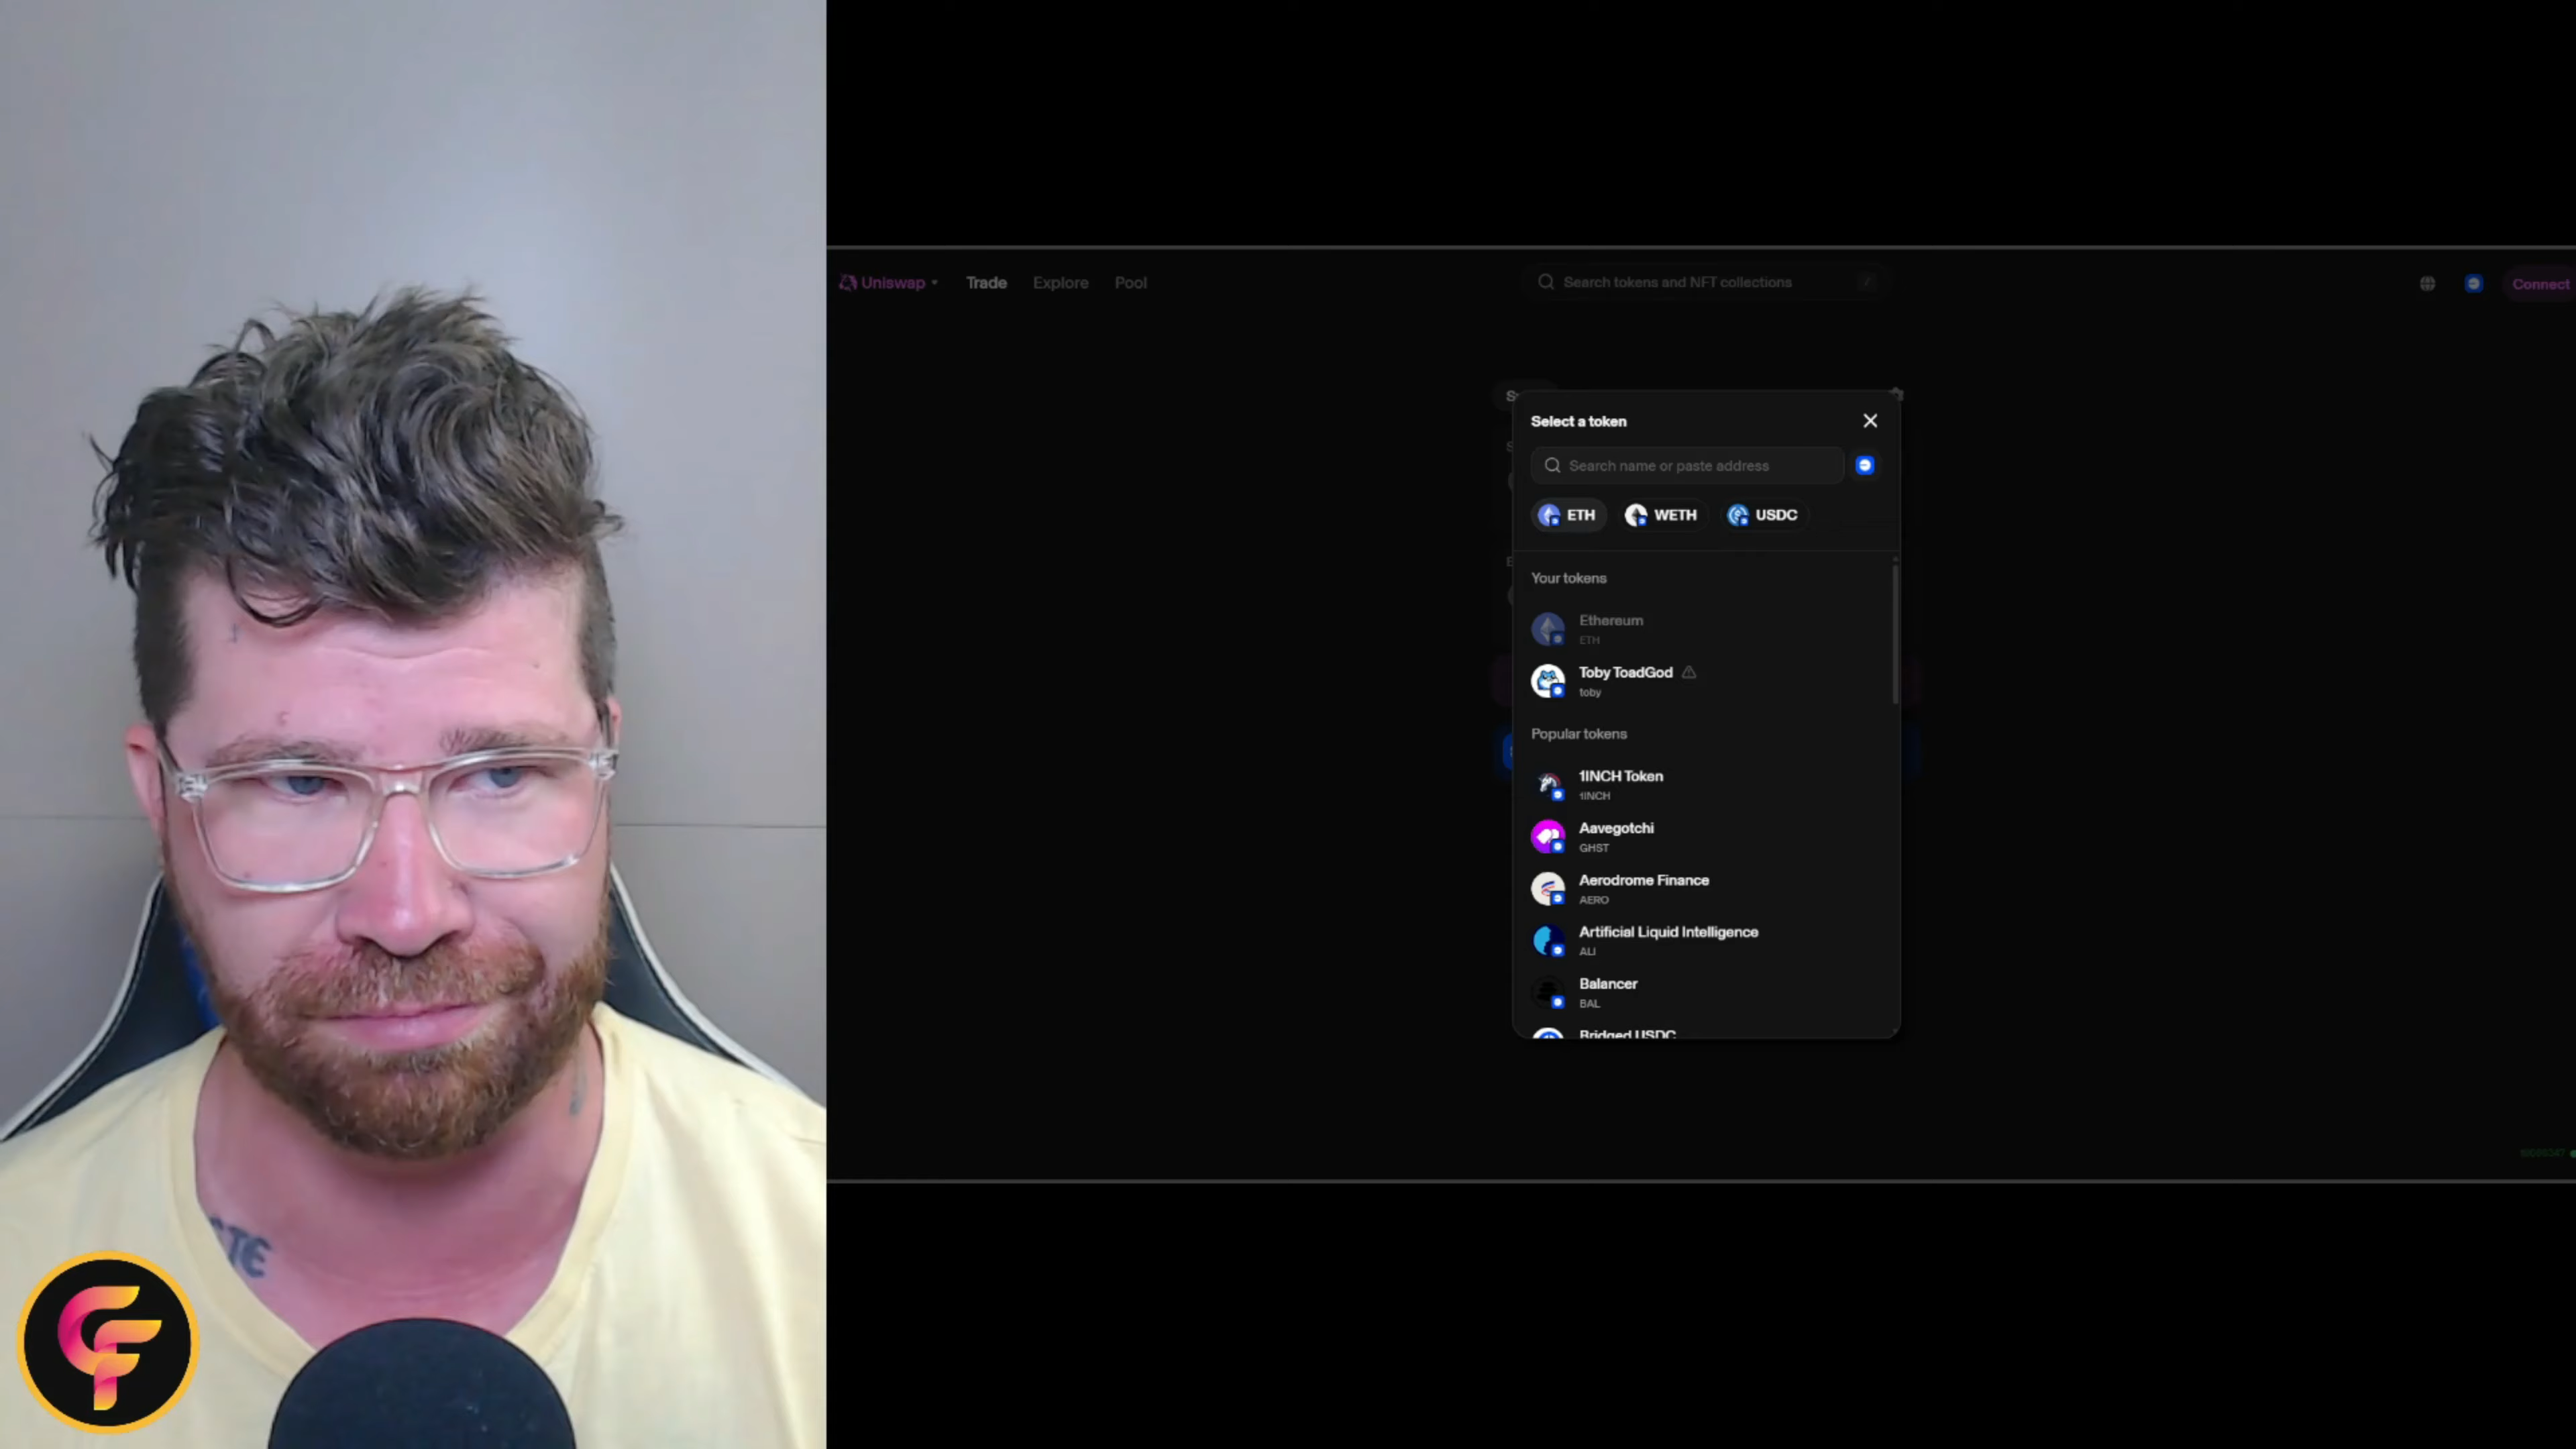 Uniswap
Trade
Explore
Pool
Search tokens and NFT collections
/
Connect
Select a token
Search name or paste address
ETH
WETH
USDC
Your tokens
Ethereum
ETH
Toby ToadGod
toby
Popular tokens
1INCH Token
1INCH
Aavegotchi
GHST
Aerodrome Finance
AERO
Artificial Liquid Intelligence
ALI
Balancer
BAL
Bridged USDC
TE